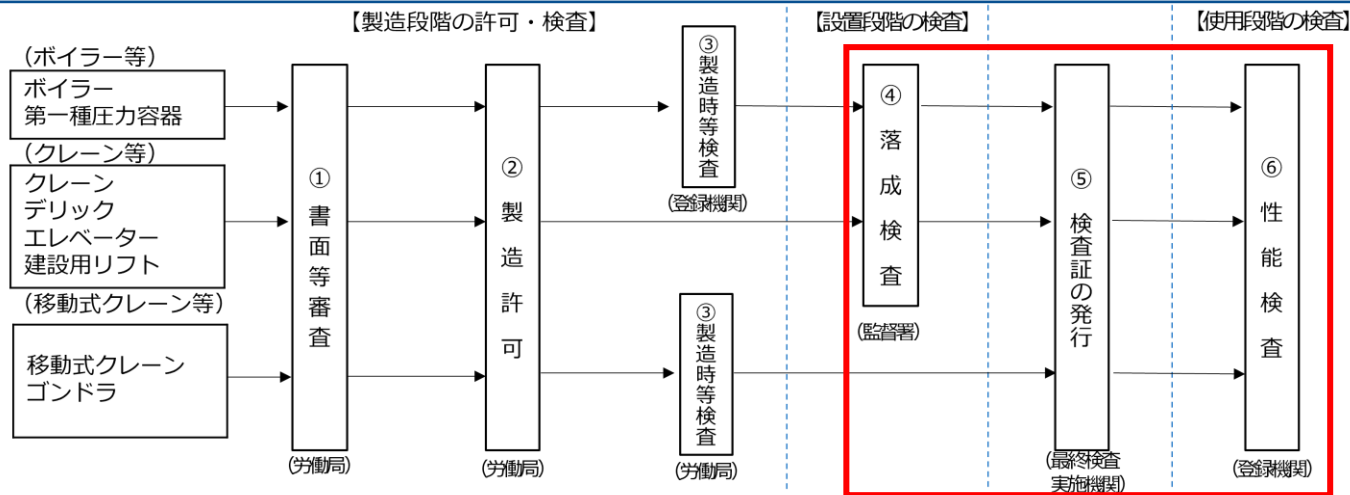 【製造段階の許可・検査】
【設置段階の検査】
【使用段階の検査】
(ボイラー等)
ボイラー
第一種圧力容器
(クレーン等)
クレーン
デリック
エレベーター
建設用リフト
(移動式クレーン等)
移動式クレーン
ゴンドラ
①書面等審査
(労働局)
②製造許可
(労働局)
③製造時等検査
(登録機関)
③製造時等検査
(労働局)
④落成検査
(監督署)
⑤検査証の発行
(最終検査
実施機関)
⑥性能検査
(登録機関)